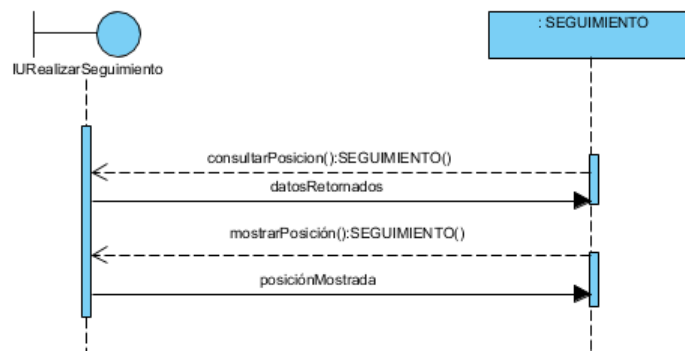 : SEGUIMIENTO
IURealizarSeguimiento
consultarPosicion():SEGUIMIENTO()
datosRetornados
mostrarPosición():SEGUIMIENTO()
posiciónMostrada